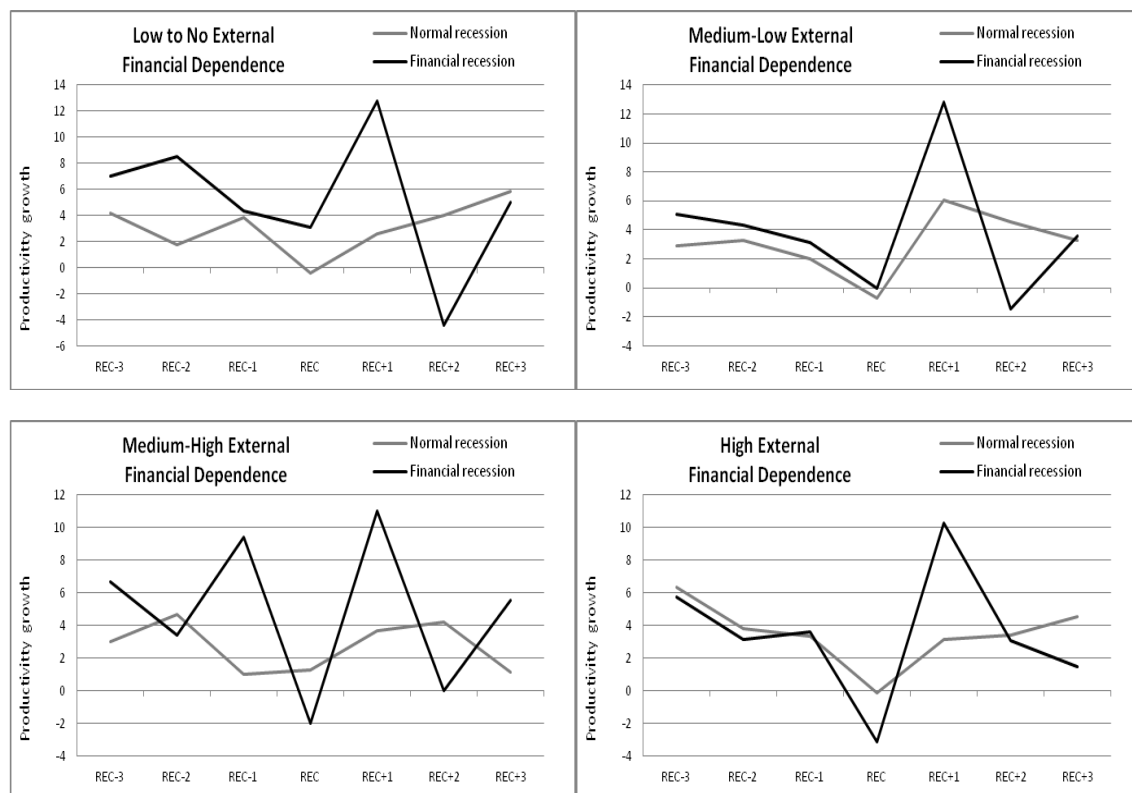 Low to No External
Financial Dependence
Normal recession
Financial recession
14
12
10
8
6
4
2
0
-2
-4
-6
Productivity growth
REC-3 REC-2 REC-1 REC REC+1 REC+2 REC+3
Medium-Low External
Financial Dependence
Normal recession
Financial recession
14
12
10
8
6
4
2
0
-2
-4
Productivity growth
REC-3 REC-2 REC-1 REC REC+1 REC+2 REC+3
Medium-High External
Financial Dependence
Normal recession
Financial recession
12
10
8
6
4
2
0
-2
-4
Productivity growth
REC-3 REC-2 REC-1 REC REC+1 REC+2 REC+3
High External
Financial Dependence
Normal recession
Financial recession
12
10
8
6
4
2
0
-2
-4
Productivity growth
REC-3 REC-2 REC-1 REC REC+1 REC+2 REC+3